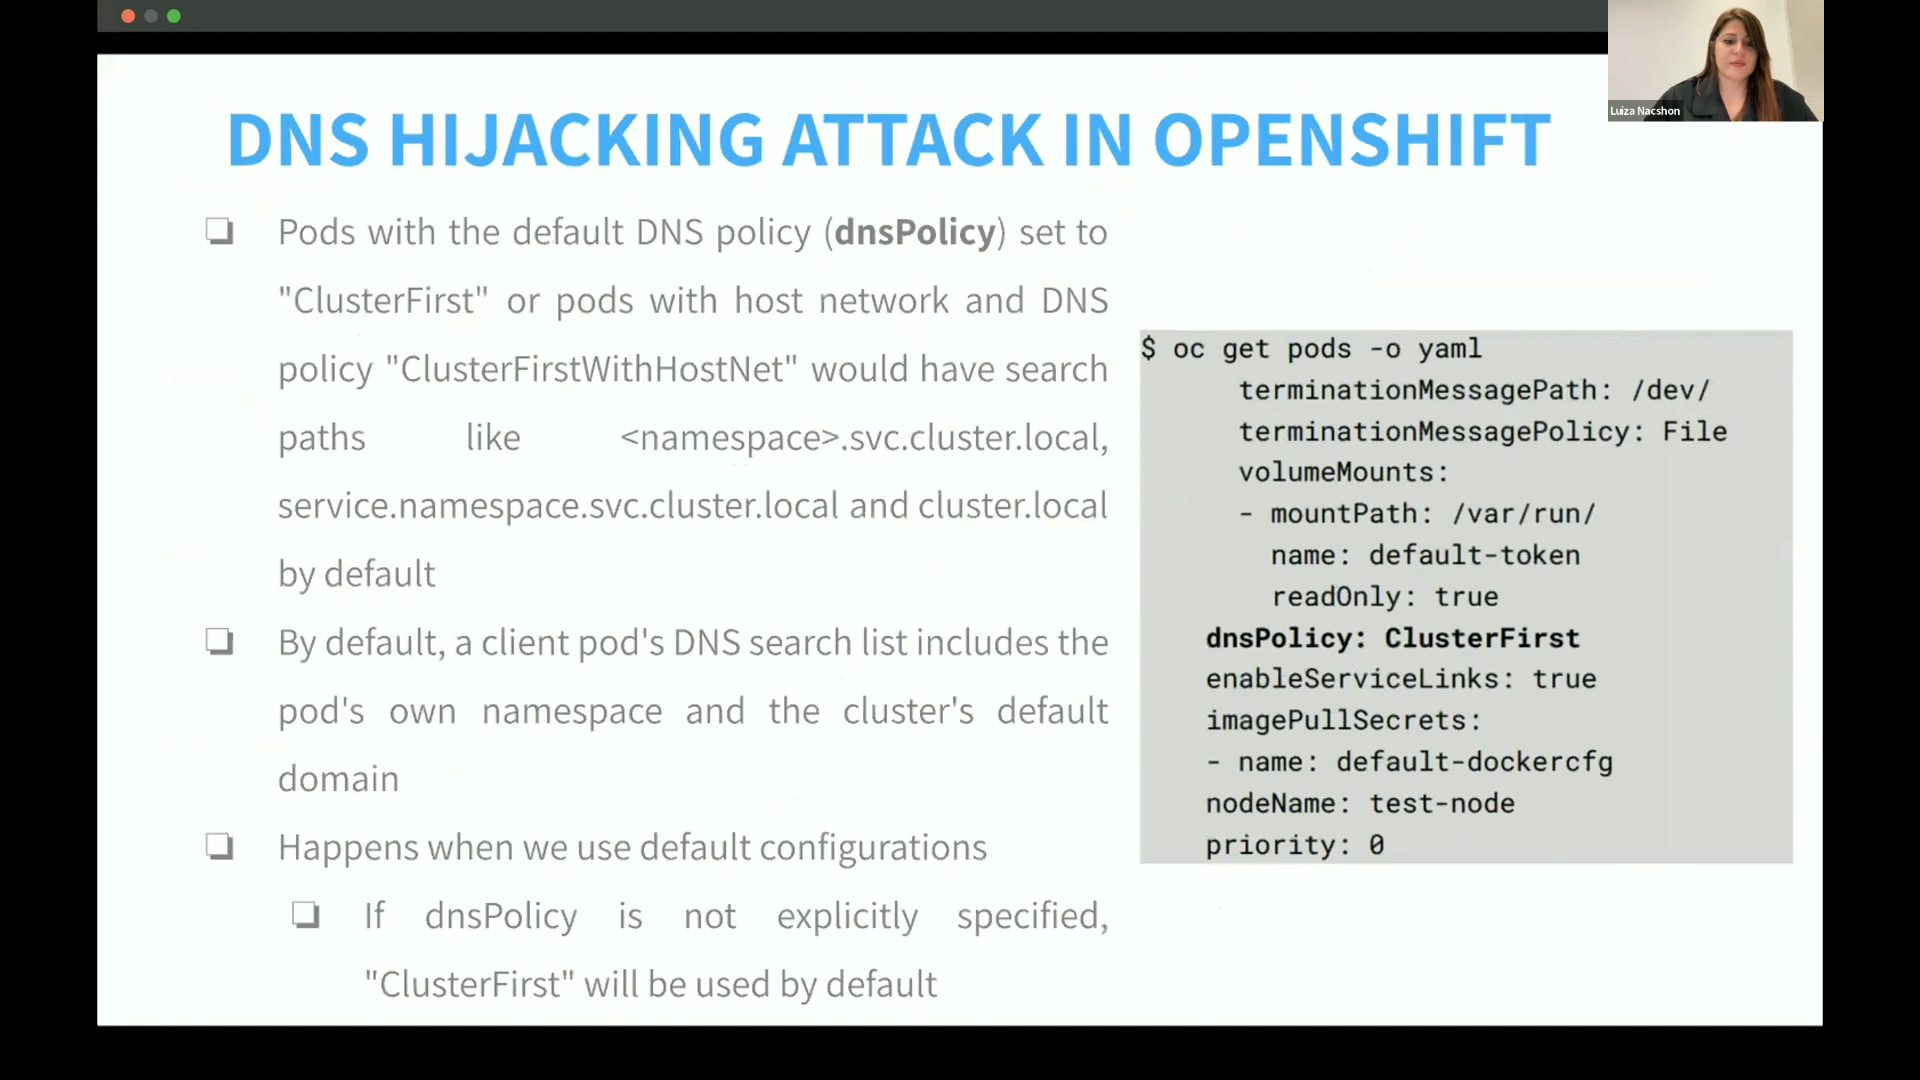 Luiza Nacshon
DNS HIJACKING ATTACK IN OPENSHIFT
Pods with the default DNS policy (dnsPolicy) set to
"ClusterFirst" or pods with host network and DNS
policy "ClusterFirstWithHostNet" would have search
paths like <namespace>.svc.cluster.local,
service.namespace.svc.cluster.local and cluster.local
by default
By default, a client pod's DNS search list includes the
pod's own namespace and the cluster's default
domain
Happens when we use default configurations
If dnsPolicy is not explicitly specified,
"ClusterFirst" will be used by default
$ oc get pods -o yaml
terminationMessagePath: /dev/
terminationMessagePolicy: File
volumeMounts:
- mountPath: /var/run/
name: default-token
readOnly: true
dnsPolicy: ClusterFirst
enableServiceLinks: true
imagePullSecrets:
- name: default-dockercfg
nodeName: test-node
priority: 0